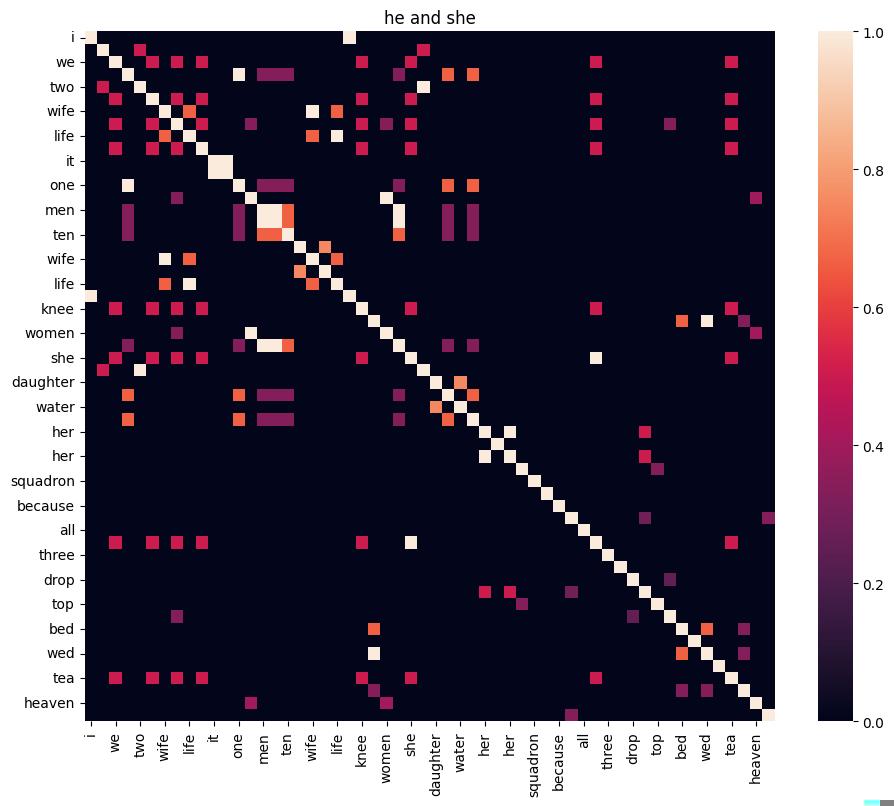 he and she
i
we
two
wife
life
it
one
men
ten
wife
life
knee
women
she
daughter
water
her
her
squadron
because
all
three
drop
top
bed
wed
tea
heaven
i
we
two
wife
life
it
one
men
ten
wife
life
knee
women
she
daughter
water
her
her
squadron
because
all
three
drop
top
bed
wed
tea
heaven
1.0
0.8
0.6
0.4
0.2
0.0